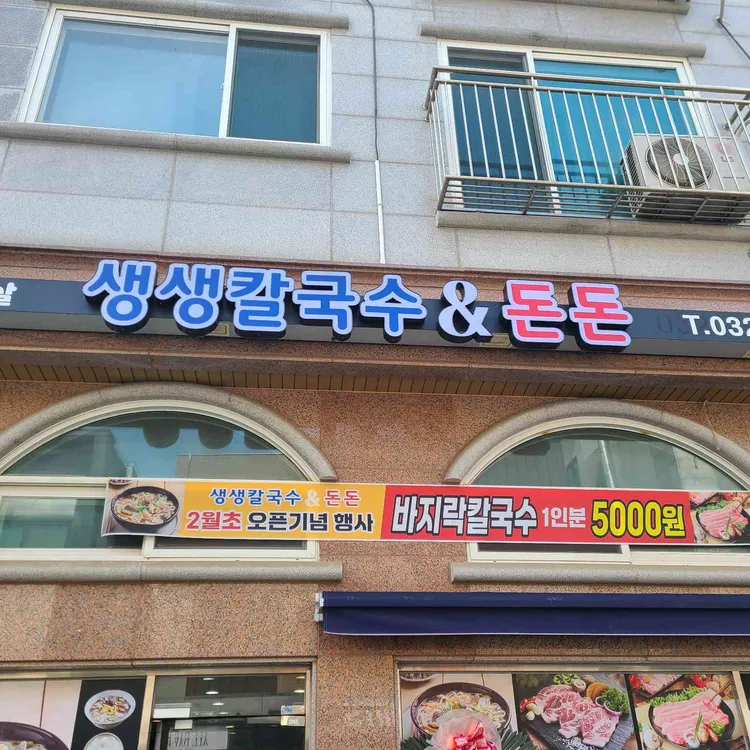 생생칼국수 & 돈돈
T.032
생생칼국수 & 돈돈
2월초 오픈기념 행사
바지락칼국수 1인분 5000원
ALL DAY